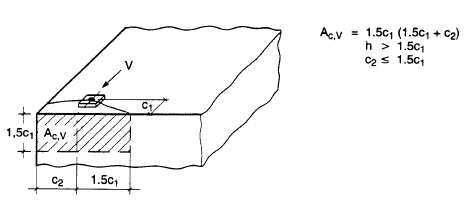 A_c,V = 1.5c₁ (1.5c₁ + c₂)
h > 1.5c₁
c₂ ≤ 1.5c₁
V
c₁
1,5c₁
A_c,V
c₂
1.5c₁